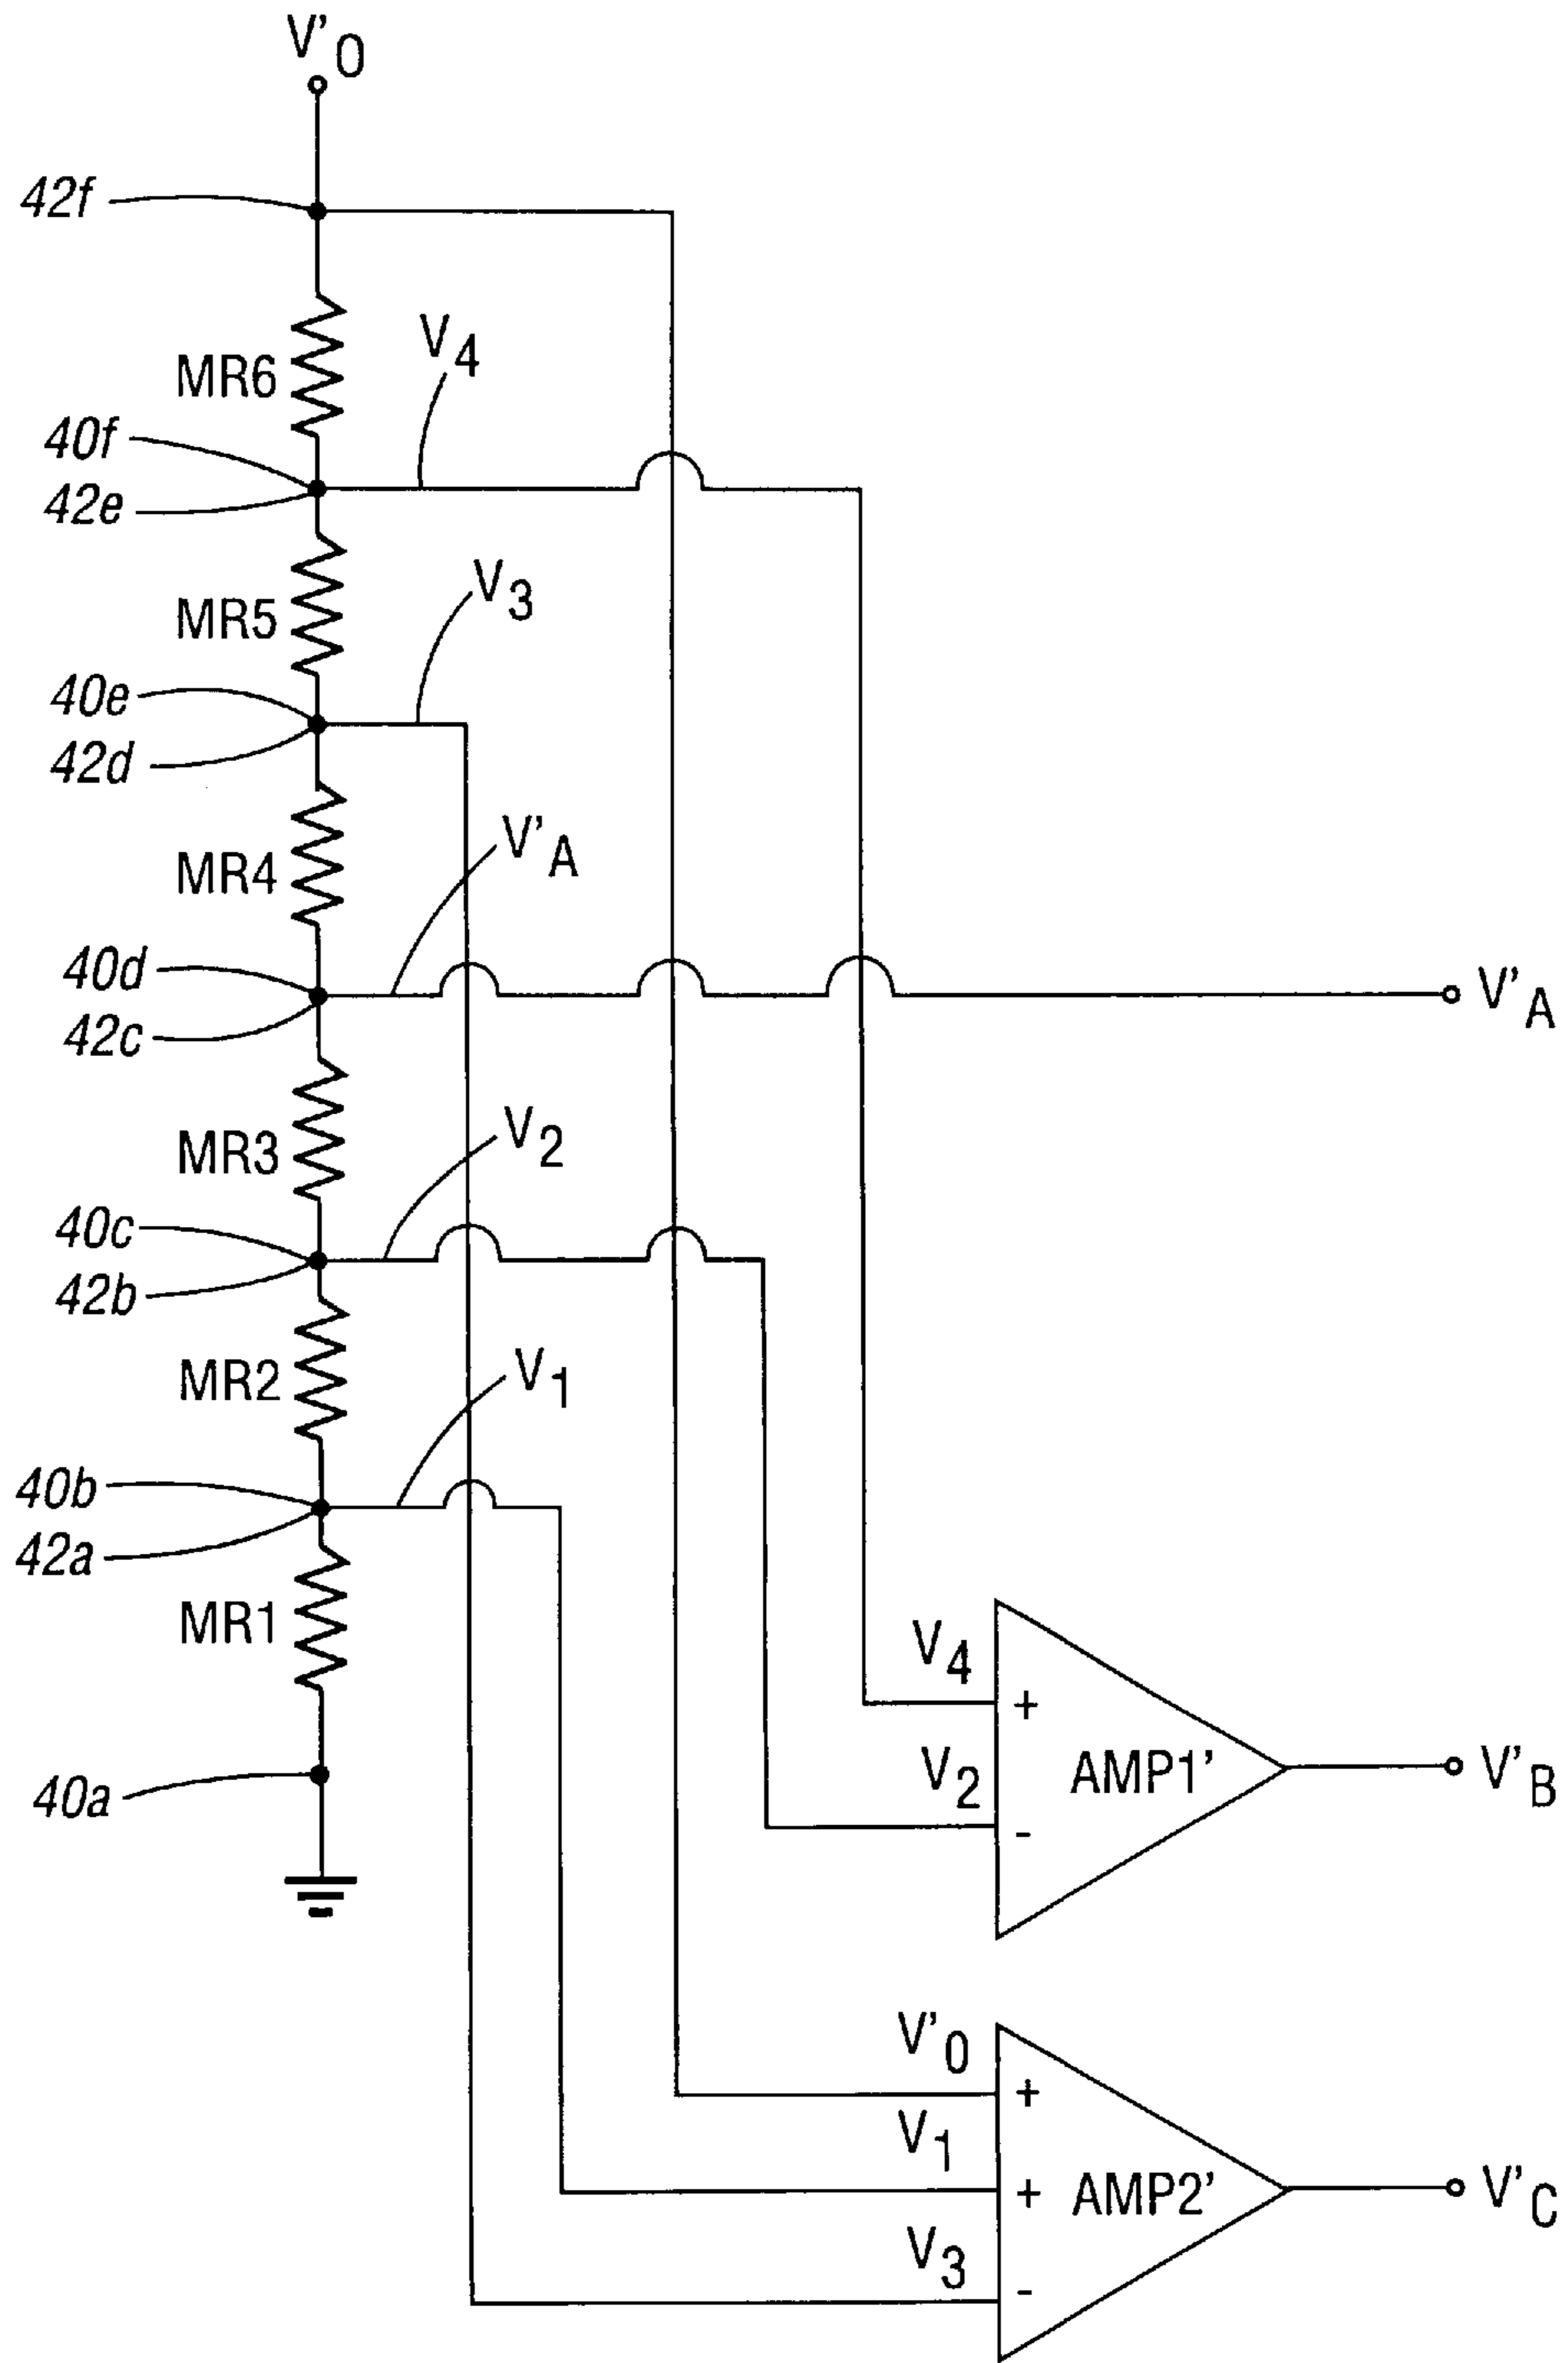 V'O
42f
V4
MR6
40f
42e
V3
MR5
40e
42d
V'A
MR4
40d
V'A
42c
V2
MR3
40c
42b
V1
MR2
40b
42a
MR1
V4
+
V2
AMP1'
V'B
40a
-
V'0
+
V1
+
AMP2'
V'C
V3
-